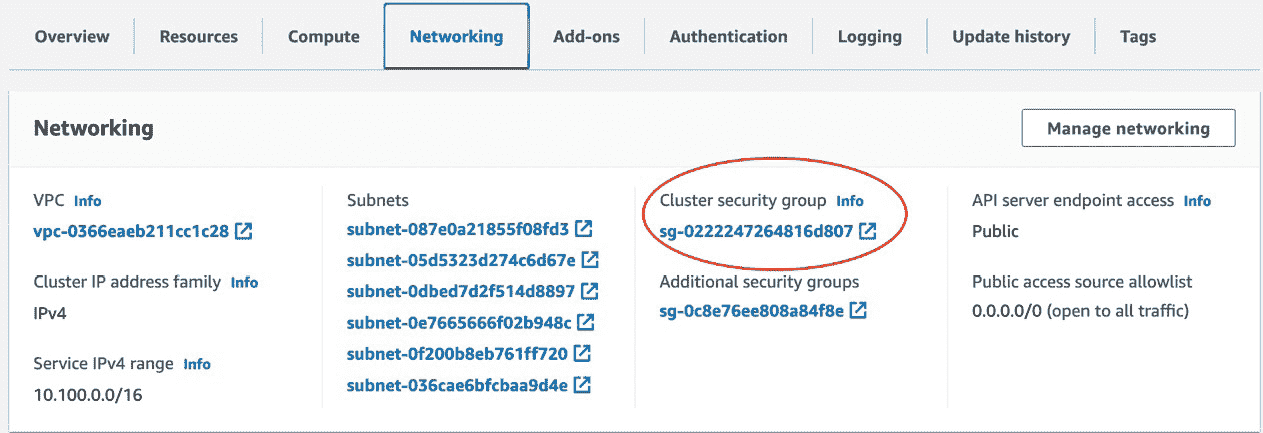 Overview Resources Compute Networking Add-ons Authentication Logging Update history Tags
Networking
Manage networking
VPC Info
vpc-0366eaeb211cc1c28
Cluster IP address family Info
IPv4
Service IPv4 range Info
10.100.0.0/16
Subnets
subnet-087e0a21855f08fd3
subnet-05d5323d274c6d67e
subnet-0dbed7d2f514d8897
subnet-0e7665666f02b948c
subnet-0f200b8eb761ff720
subnet-036cae6bfcbaa9d4e
Cluster security group Info
sg-0222247264816d807
Additional security groups
sg-0c8e76ee808a84f8e
API server endpoint access Info
Public
Public access source allowlist
0.0.0.0/0 (open to all traffic)